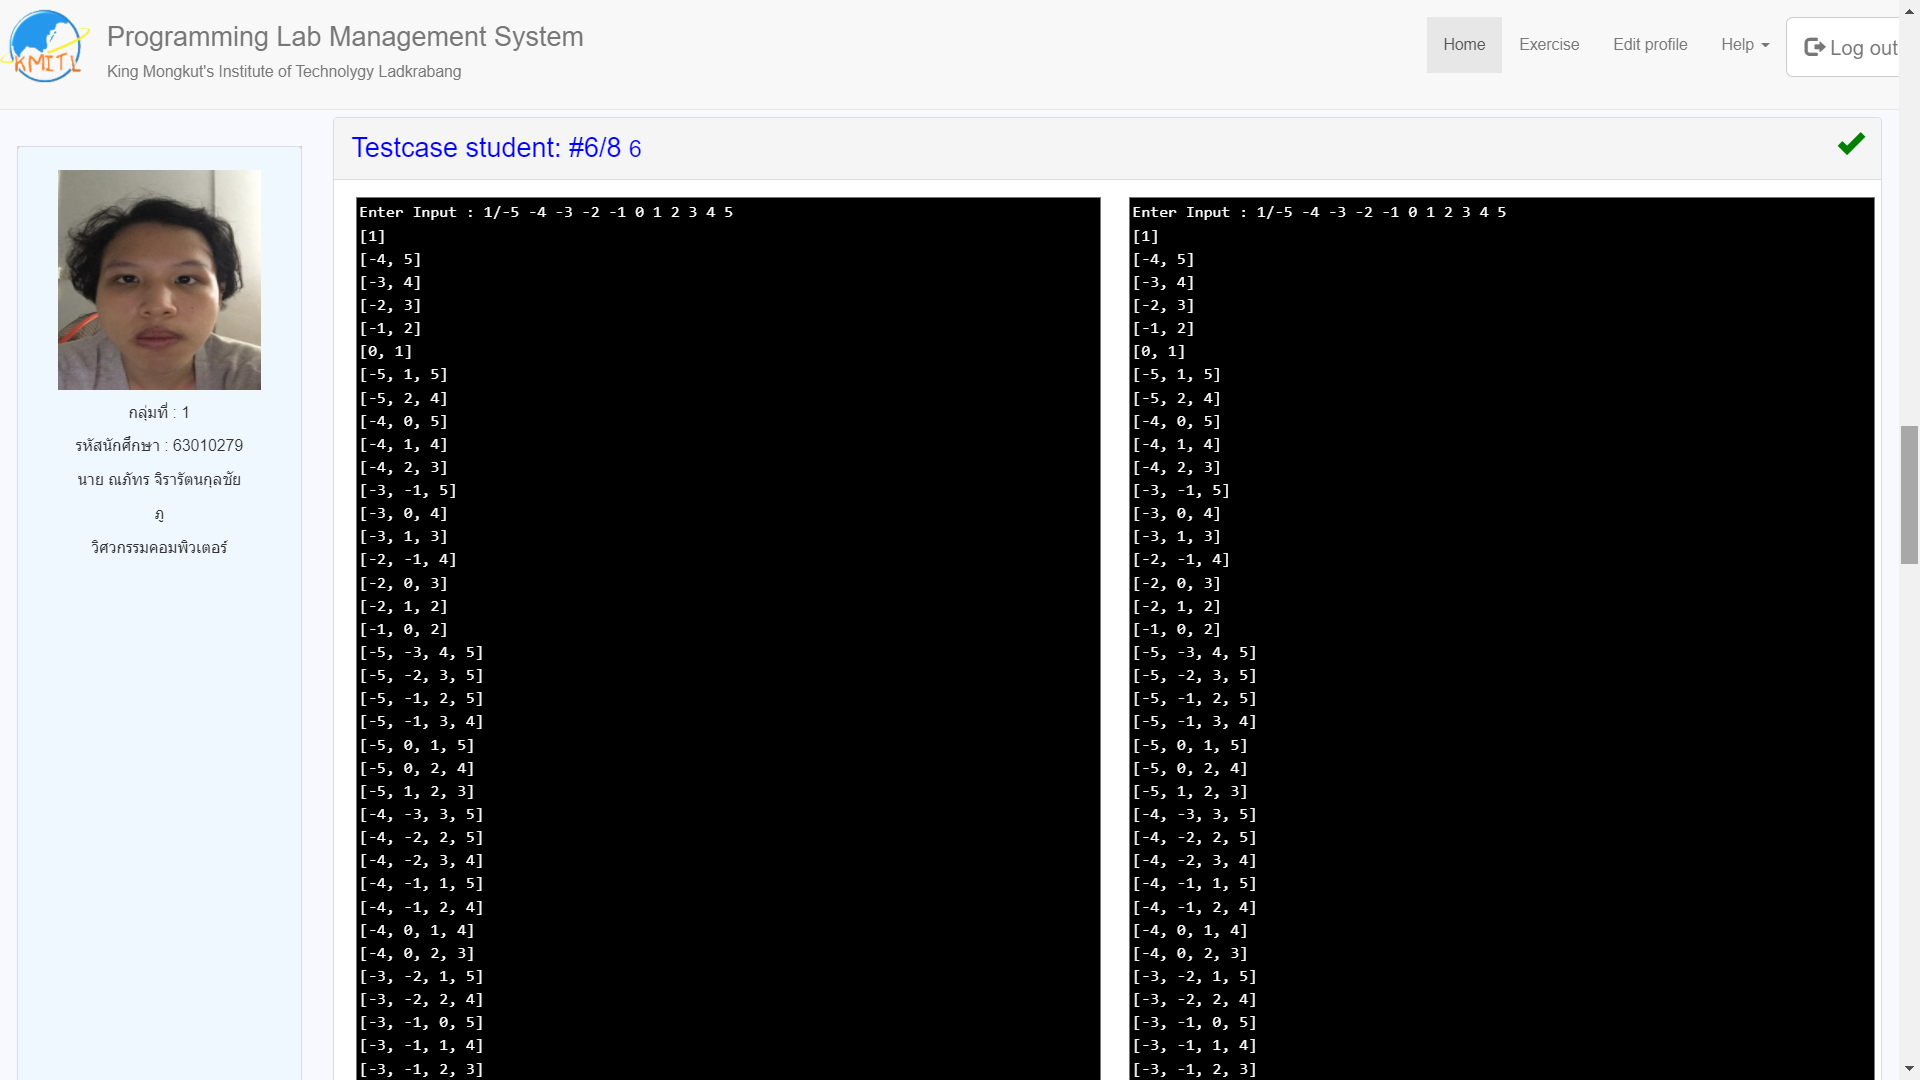 KMITL
Programming Lab Management System
King Mongkut's Institute of Technolygy Ladkrabang
Home
Exercise
Edit profile
Help
Log out
กลุ่มที่ : 1
รหัสนักศึกษา : 63010279
นาย ณภัทร จิรารัตนกุลชัย
ภู
วิศวกรรมคอมพิวเตอร์
Testcase student: #6/8 6
Enter Input : 1/-5 -4 -3 -2 -1 0 1 2 3 4 5
[1]
[-4, 5]
[-3, 4]
[-2, 3]
[-1, 2]
[0, 1]
[-5, 1, 5]
[-5, 2, 4]
[-4, 0, 5]
[-4, 1, 4]
[-4, 2, 3]
[-3, -1, 5]
[-3, 0, 4]
[-3, 1, 3]
[-2, -1, 4]
[-2, 0, 3]
[-2, 1, 2]
[-1, 0, 2]
[-5, -3, 4, 5]
[-5, -2, 3, 5]
[-5, -1, 2, 5]
[-5, -1, 3, 4]
[-5, 0, 1, 5]
[-5, 0, 2, 4]
[-5, 1, 2, 3]
[-4, -3, 3, 5]
[-4, -2, 2, 5]
[-4, -2, 3, 4]
[-4, -1, 1, 5]
[-4, -1, 2, 4]
[-4, 0, 1, 4]
[-4, 0, 2, 3]
[-3, -2, 1, 5]
[-3, -2, 2, 4]
[-3, -1, 0, 5]
[-3, -1, 1, 4]
[-3, -1, 2, 3]
Enter Input : 1/-5 -4 -3 -2 -1 0 1 2 3 4 5
[1]
[-4, 5]
[-3, 4]
[-2, 3]
[-1, 2]
[0, 1]
[-5, 1, 5]
[-5, 2, 4]
[-4, 0, 5]
[-4, 1, 4]
[-4, 2, 3]
[-3, -1, 5]
[-3, 0, 4]
[-3, 1, 3]
[-2, -1, 4]
[-2, 0, 3]
[-2, 1, 2]
[-1, 0, 2]
[-5, -3, 4, 5]
[-5, -2, 3, 5]
[-5, -1, 2, 5]
[-5, -1, 3, 4]
[-5, 0, 1, 5]
[-5, 0, 2, 4]
[-5, 1, 2, 3]
[-4, -3, 3, 5]
[-4, -2, 2, 5]
[-4, -2, 3, 4]
[-4, -1, 1, 5]
[-4, -1, 2, 4]
[-4, 0, 1, 4]
[-4, 0, 2, 3]
[-3, -2, 1, 5]
[-3, -2, 2, 4]
[-3, -1, 0, 5]
[-3, -1, 1, 4]
[-3, -1, 2, 3]